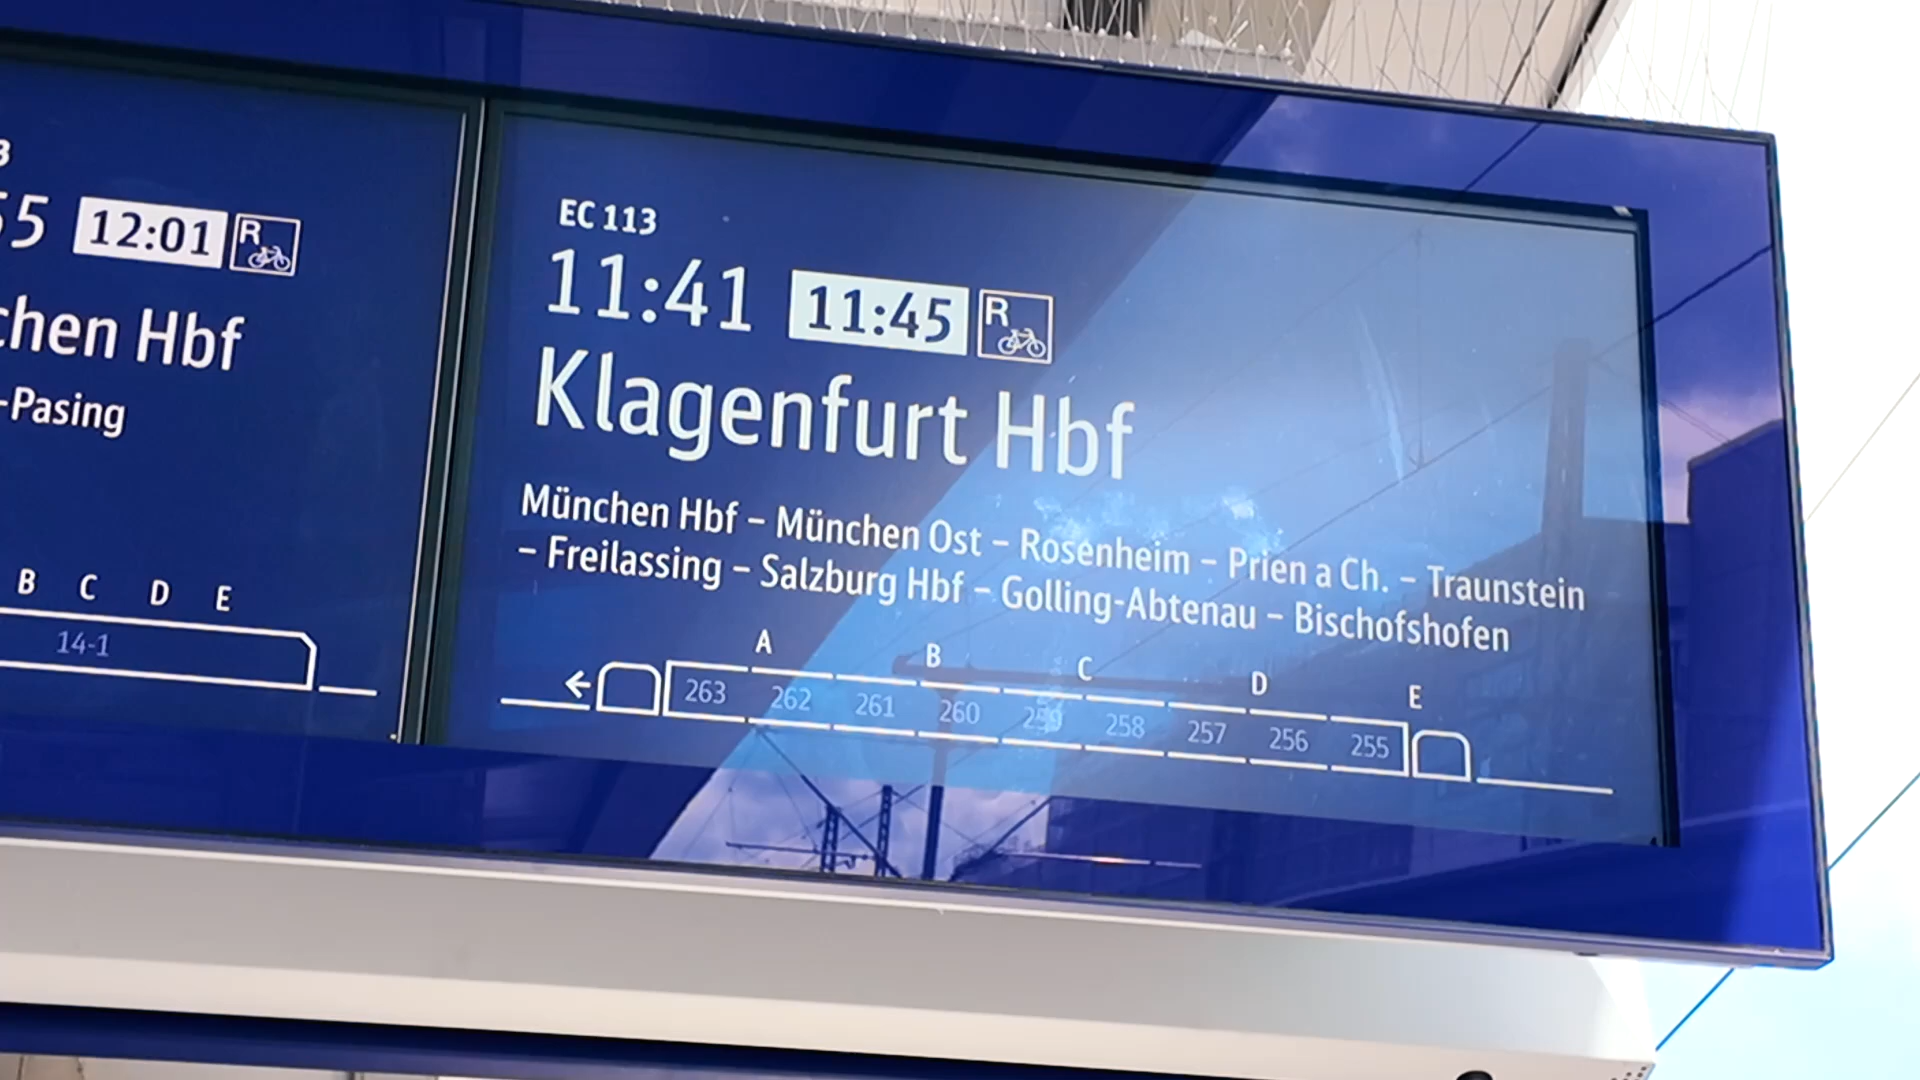 12:01 R
chen Hbf
-Pasing
B C D E
14-1
EC 113
11:41 11:45 R
Klagenfurt Hbf
München Hbf – München Ost – Rosenheim – Prien a Ch. – Traunstein
– Freilassing – Salzburg Hbf – Golling-Abtenau – Bischofshofen
A B C D E
263 262 261 260 259 258 257 256 255